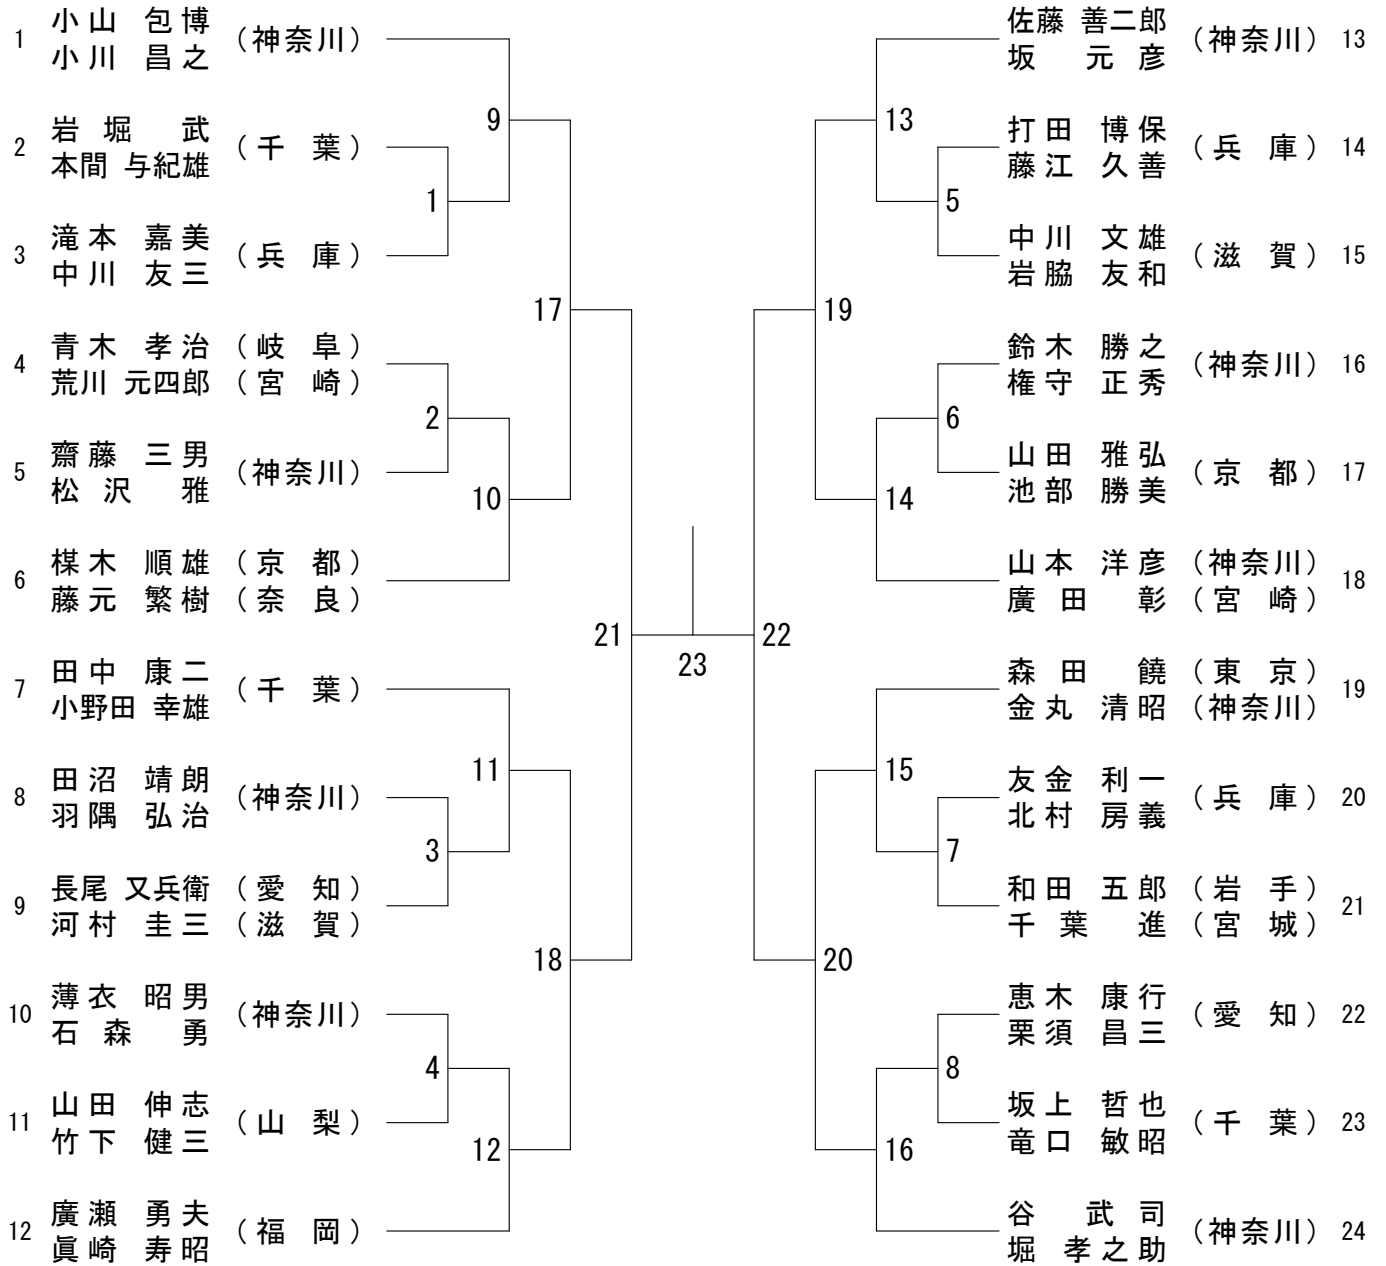 1 小山 包博 (神奈川)
小川 昌之
2 岩堀 武 (千葉)
本間 与紀雄
3 滝本 嘉美 (兵庫)
中川 友三
4 青木 孝治 (岐阜)
荒川 元四郎 (宮崎)
5 齋藤 三男 (神奈川)
松沢 雅
6 楳木 順雄 (京都)
藤元 繁樹 (奈良)
7 田中 康二 (千葉)
小野田 幸雄
8 田沼 靖朗 (神奈川)
羽隅 弘治
9 長尾 又兵衛 (愛知)
河村 圭三 (滋賀)
10 薄衣 昭男 (神奈川)
石森 勇
11 山田 伸志 (山梨)
竹下 健三
12 廣瀬 勇夫 (福岡)
眞崎 寿昭
9
1
17
2
10
21
11
3
18
4
12
23
13
5
19
6
14
22
15
7
20
8
16
佐藤 善二郎 (神奈川) 13
坂 元彦
打田 博保 (兵庫) 14
藤江 久善
中川 文雄 (滋賀) 15
岩脇 友和
鈴木 勝之 (神奈川) 16
権守 正秀
山田 雅弘 (京都) 17
池部 勝美
山本 洋彦 (神奈川) 18
廣田 彰 (宮崎)
森田 饒 (東京) 19
金丸 清昭 (神奈川)
友金 利一 (兵庫) 20
北村 房義
和田 五郎 (岩手) 21
千葉 進 (宮城)
恵木 康行 (愛知) 22
栗須 昌三
坂上 哲也 (千葉) 23
竜口 敏昭
谷 武司 (神奈川) 24
堀 孝之助